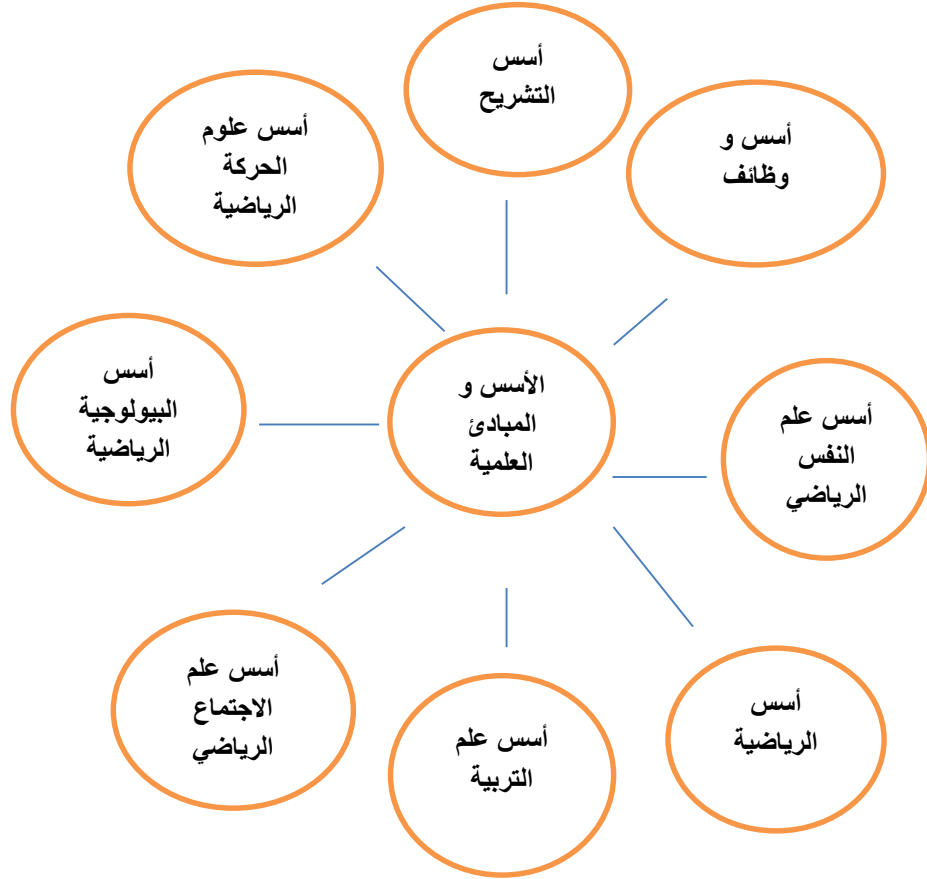 أسس
التشريح
أسس و
وظائف
أسس علوم
الحركة
الرياضية
الأسس و
المبادئ
العلمية
أسس علم
النفس
الرياضي
أسس
البيولوجية
الرياضية
أسس
الرياضية
أسس علم
التربية
أسس علم
الاجتماع
الرياضي